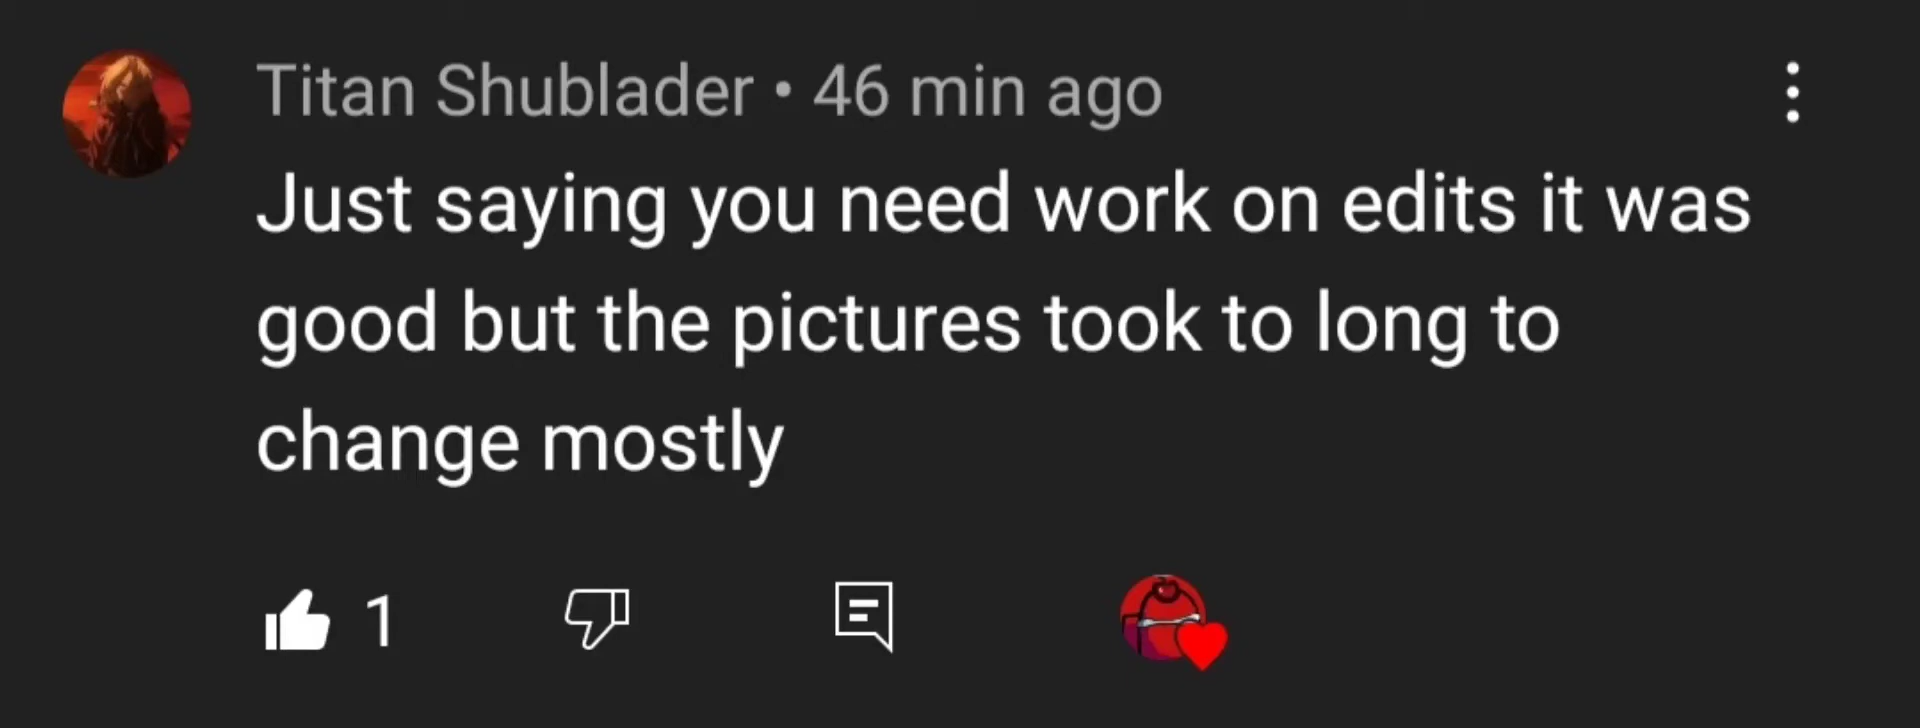 Titan Shublader • 46 min ago
Just saying you need work on edits it was
good but the pictures took to long to
change mostly
1